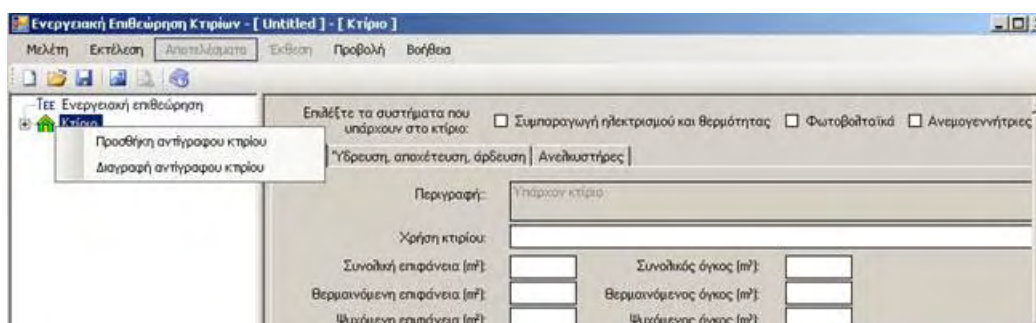 Ενεργειακή Επιθεώρηση Κτιρίων - [ Untitled ] - [ Κτίριο ]
Μελέτη Εκτέλεση Αποτελέσματα Έκθεση Προβολή Βοήθεια
ΤΕΕ Ενεργειακή επιθεώρηση
Κτίριο
Προσθήκη αντίγραφου κτιρίου
Διαγραφή αντίγραφου κτιρίου
Επιλέξτε τα συστήματα που
υπάρχουν στο κτίριο:
Συμπαραγωγή ηλεκτρισμού και θερμότητας Φωτοβολταϊκά Ανεμογεννήτριες
Ύδρευση, αποχέτευση, άρδευση Ανελκυστήρες
Περιγραφή: Υπάρχον κτίριο
Χρήση κτιρίου:
Συνολική επιφάνεια (m²): Συνολικός όγκος (m³):
Θερμαινόμενη επιφάνεια (m²): Θερμαινόμενος όγκος (m³):
Ψυχόμενη επιφάνεια (m²): Ψυχόμενος όγκος (m³):